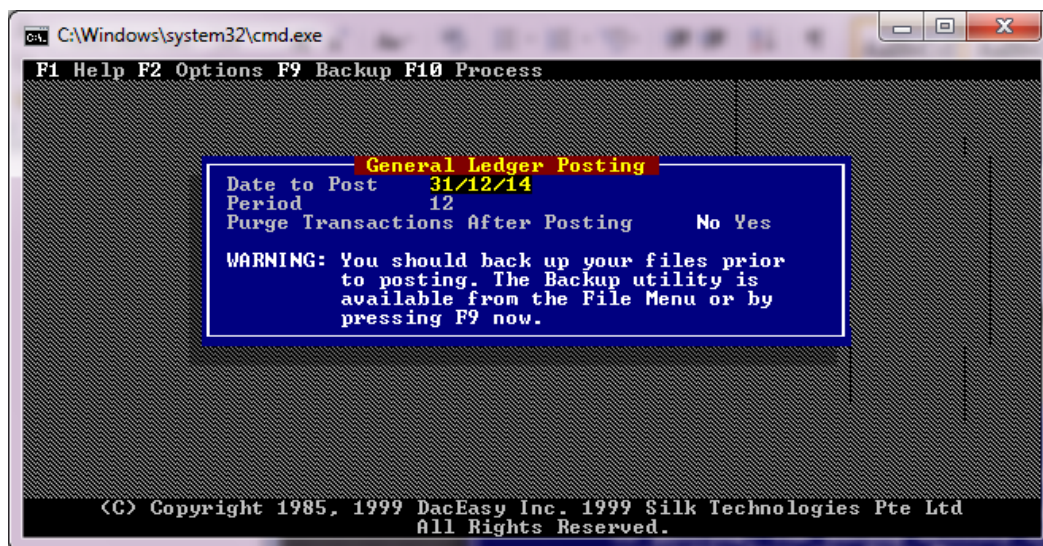 C:\Windows\system32\cmd.exe
F1 Help F2 Options F9 Backup F10 Process
General Ledger Posting
Date to Post 31/12/14
Period 12
Purge Transactions After Posting No Yes
WARNING: You should back up your files prior
to posting. The Backup utility is
available from the File Menu or by
pressing F9 now.
(C) Copyright 1985, 1999 DacEasy Inc. 1999 Silk Technologies Pte Ltd
All Rights Reserved.